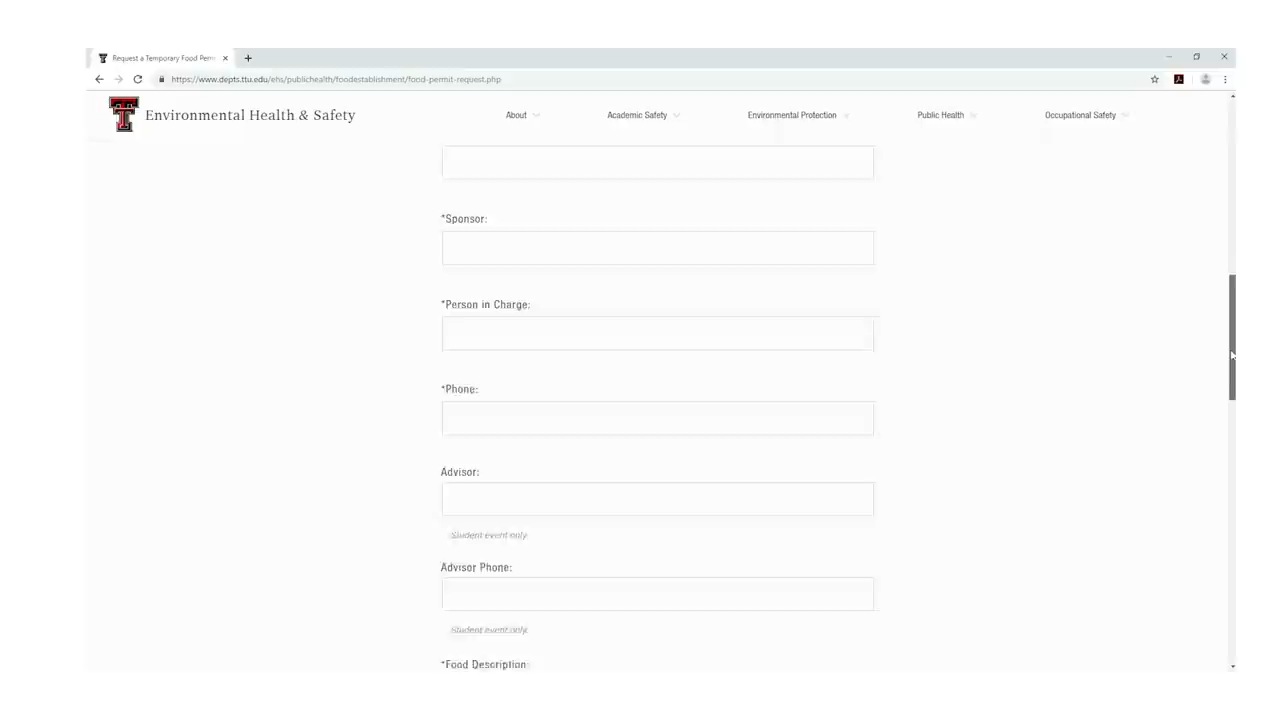 Request a Temporary Food Perm
https://www.depts.ttu.edu/ehs/publichealth/foodestablishment/food-permit-request.php
Environmental Health & Safety
About
Academic Safety
Environmental Protection
Public Health
Occupational Safety
*Sponsor:
*Person in Charge:
*Phone:
Advisor:
Student event only.
Advisor Phone:
Student event only.
*Food Description: